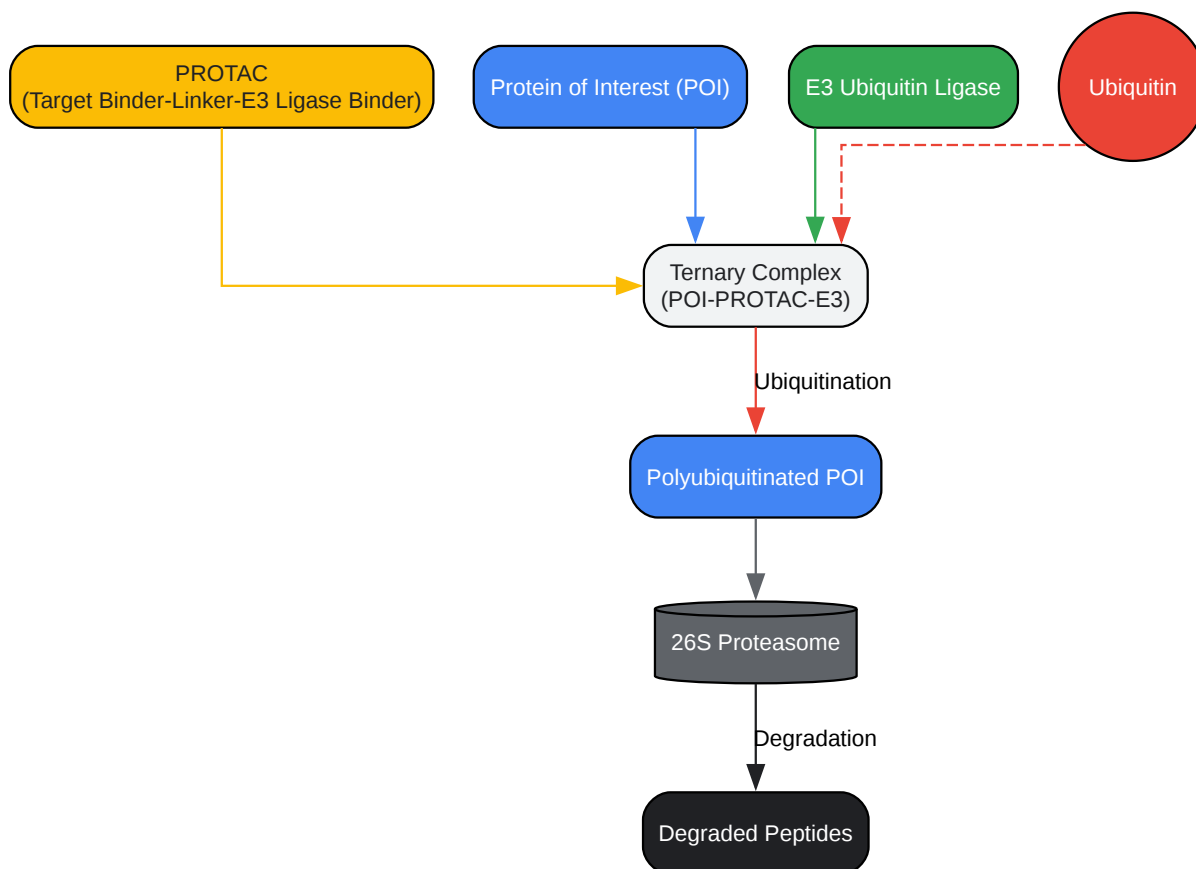 PROTAC
(Target Binder-Linker-E3 Ligase Binder)
Protein of Interest (POI)
E3 Ubiquitin Ligase
Ubiquitin
Ternary Complex
(POI-PROTAC-E3)
Ubiquitination
Polyubiquitinated POI
26S Proteasome
Degradation
Degraded Peptides